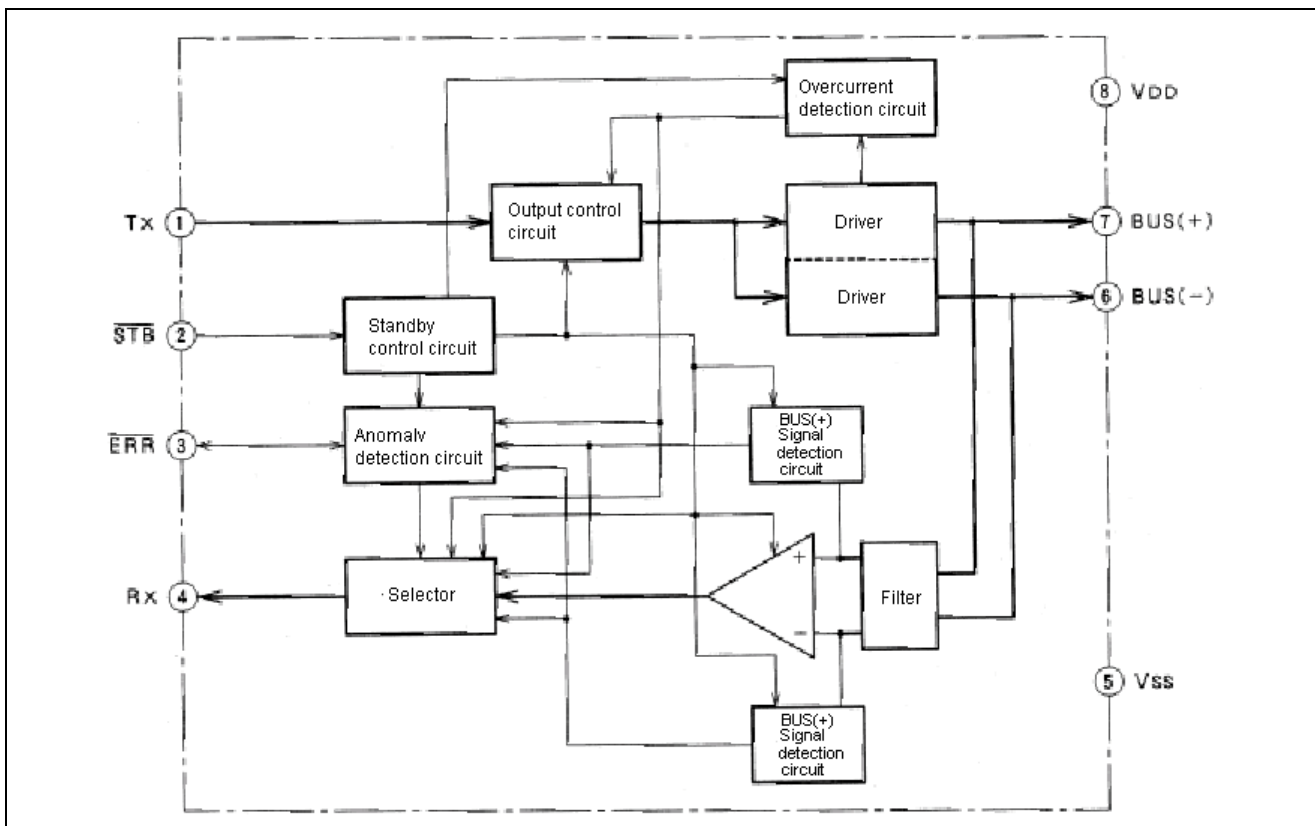 Overcurrent
detection circuit
8 VDD
Tx 1
Output control
circuit
Driver
7 BUS(+)
Driver
6 BUS(−)
STB 2
Standby
control circuit
ERR 3
Anomalv
detection circuit
BUS(+)
Signal
detection
circuit
Rx 4
· Selector
+
−
Filter
5 VSS
BUS(+)
Signal
detection
circuit